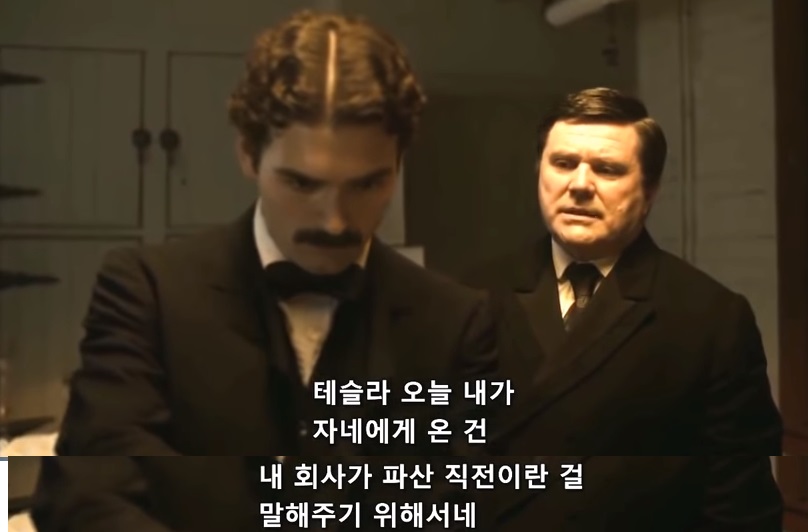 테슬라 오늘 내가
자네에게 온 건
내 회사가 파산 직전이란 걸
말해주기 위해서네